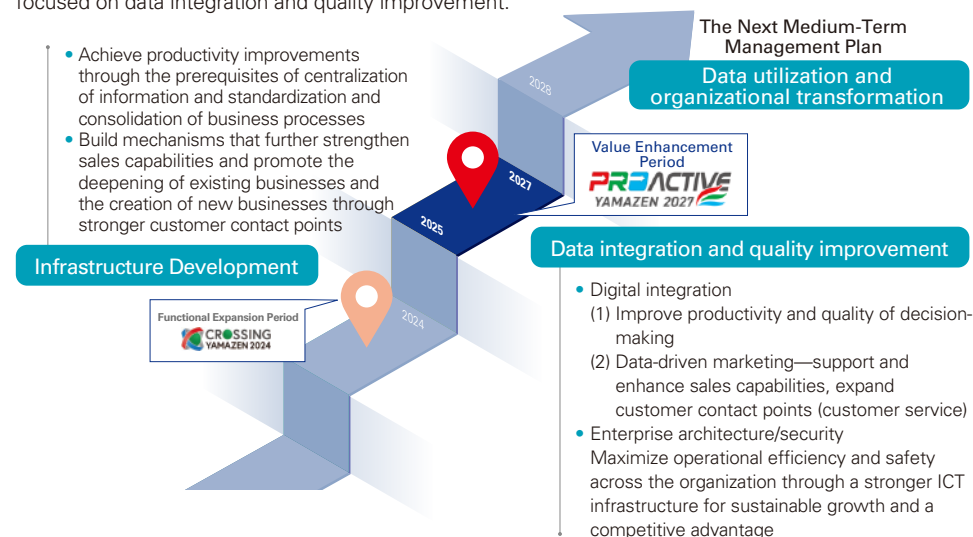 focused on data integration and quality improvement.
The Next Medium-Term
Management Plan
Data utilization and
organizational transformation
• Achieve productivity improvements
through the prerequisites of centralization
of information and standardization and
consolidation of business processes
• Build mechanisms that further strengthen
sales capabilities and promote the
deepening of existing businesses and
the creation of new businesses through
stronger customer contact points
2028
Value Enhancement
Period
PROACTIVE
YAMAZEN 2027
2027
2025
Infrastructure Development
Functional Expansion Period
CROSSING
YAMAZEN 2024
2024
Data integration and quality improvement
• Digital integration
(1) Improve productivity and quality of decision-
making
(2) Data-driven marketing—support and
enhance sales capabilities, expand
customer contact points (customer service)
• Enterprise architecture/security
Maximize operational efficiency and safety
across the organization through a stronger ICT
infrastructure for sustainable growth and a
competitive advantage